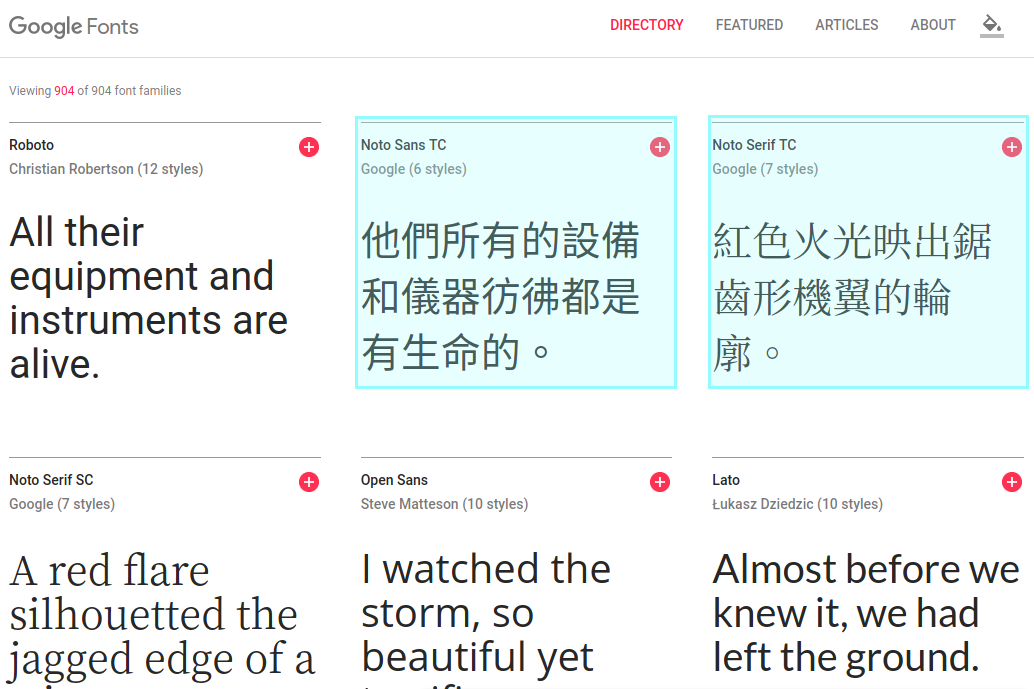 Google Fonts
DIRECTORY FEATURED ARTICLES ABOUT
Viewing 904 of 904 font families
Roboto
Christian Robertson (12 styles)
All their
equipment and
instruments are
alive.
Noto Sans TC
Google (6 styles)
他們所有的設備
和儀器彷彿都是
有生命的。
Noto Serif TC
Google (7 styles)
紅色火光映出鋸
齒形機翼的輪
廓。
Noto Serif SC
Google (7 styles)
A red flare
silhouetted the
jagged edge of a
Open Sans
Steve Matteson (10 styles)
I watched the
storm, so
beautiful yet
Lato
Łukasz Dziedzic (10 styles)
Almost before we
knew it, we had
left the ground.